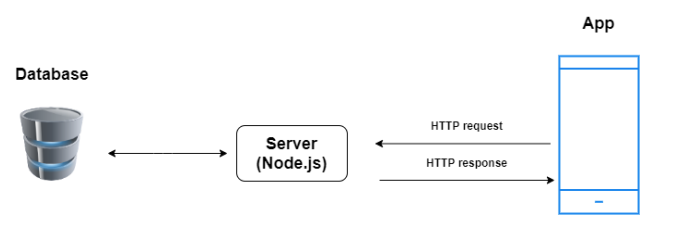 App
Database
HTTP request
Server
(Node.js)
HTTP response